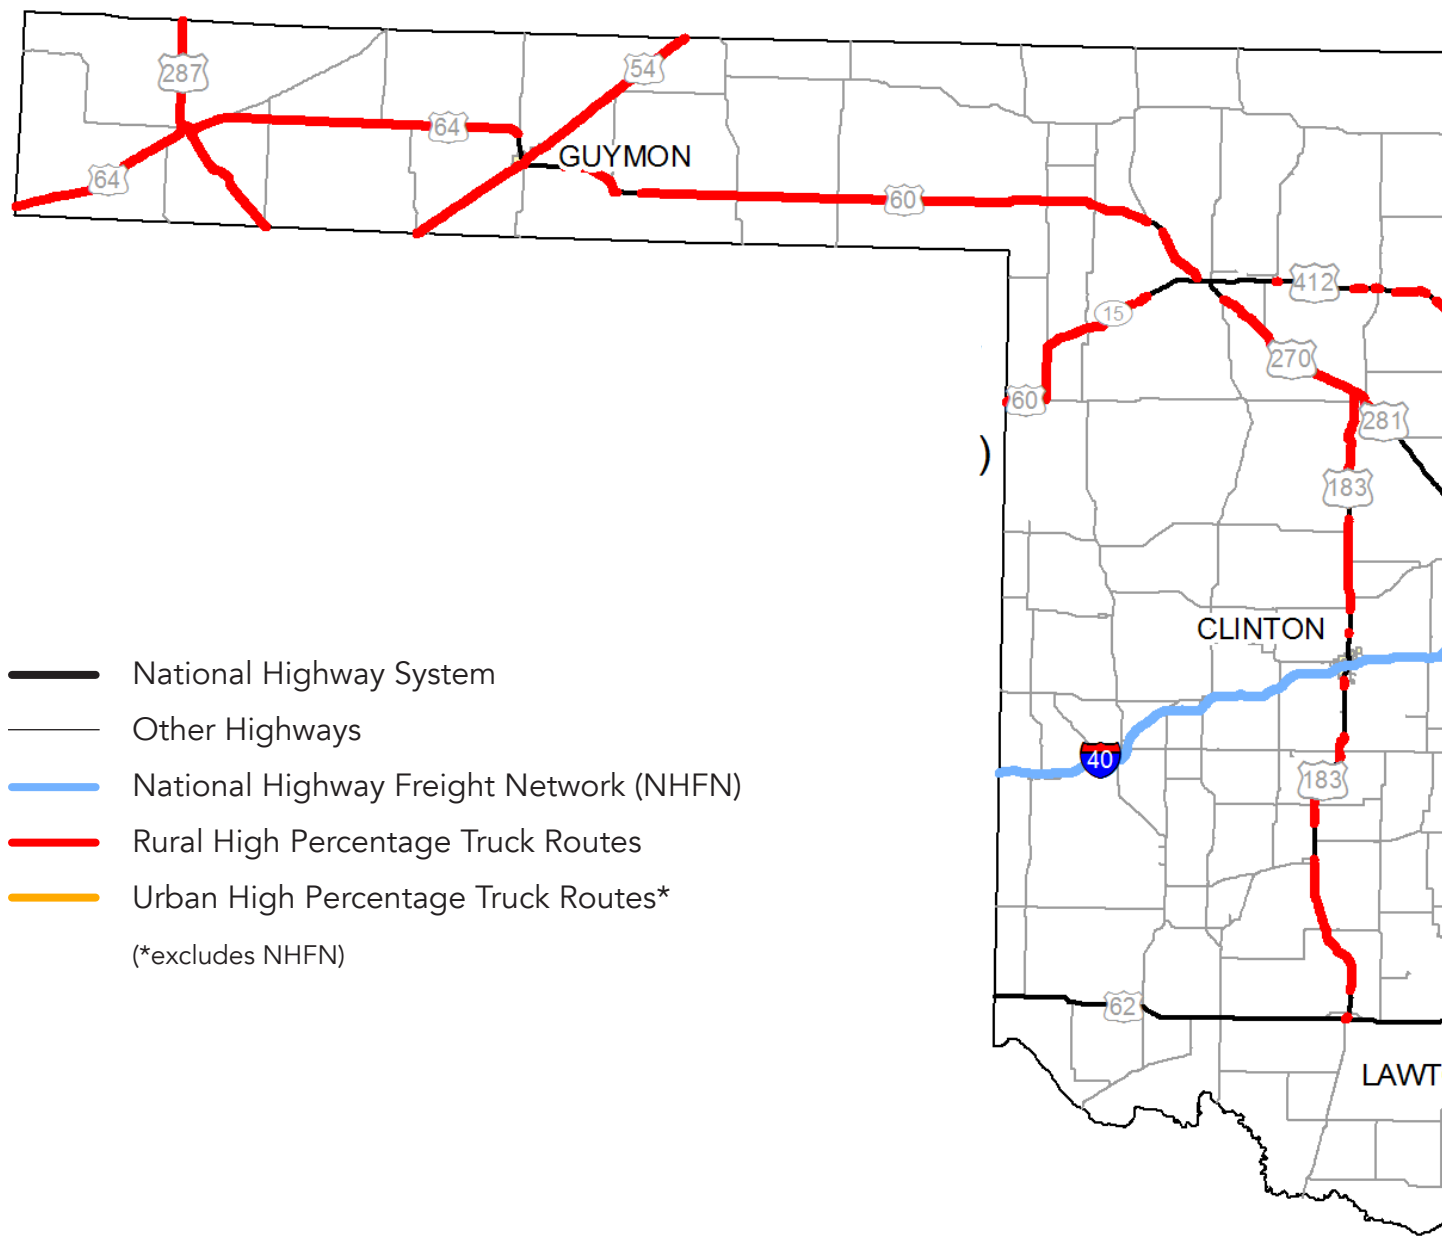 287
54
64
64
GUYMON
60
412
15
270
60
281
)
183
CLINTON
National Highway System
Other Highways
40
National Highway Freight Network (NHFN)
183
Rural High Percentage Truck Routes
Urban High Percentage Truck Routes*
(*excludes NHFN)
62
LAWT